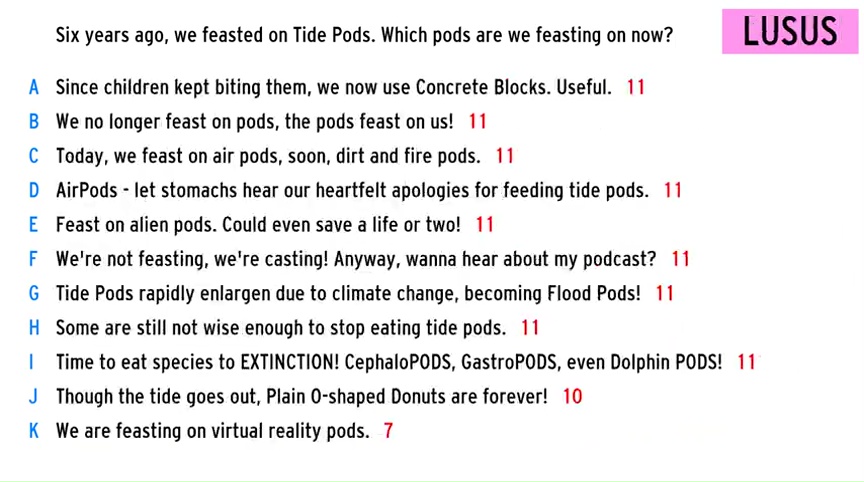 Six years ago, we feasted on Tide Pods. Which pods are we feasting on now?
LUSUS
A Since children kept biting them, we now use Concrete Blocks. Useful. 11
B We no longer feast on pods, the pods feast on us! 11
C Today, we feast on air pods, soon, dirt and fire pods. 11
D AirPods - let stomachs hear our heartfelt apologies for feeding tide pods. 11
E Feast on alien pods. Could even save a life or two! 11
F We're not feasting, we're casting! Anyway, wanna hear about my podcast? 11
G Tide Pods rapidly enlargen due to climate change, becoming Flood Pods! 11
H Some are still not wise enough to stop eating tide pods. 11
I Time to eat species to EXTINCTION! CephaloPODS, GastroPODS, even Dolphin PODS! 11
J Though the tide goes out, Plain O-shaped Donuts are forever! 10
K We are feasting on virtual reality pods. 7